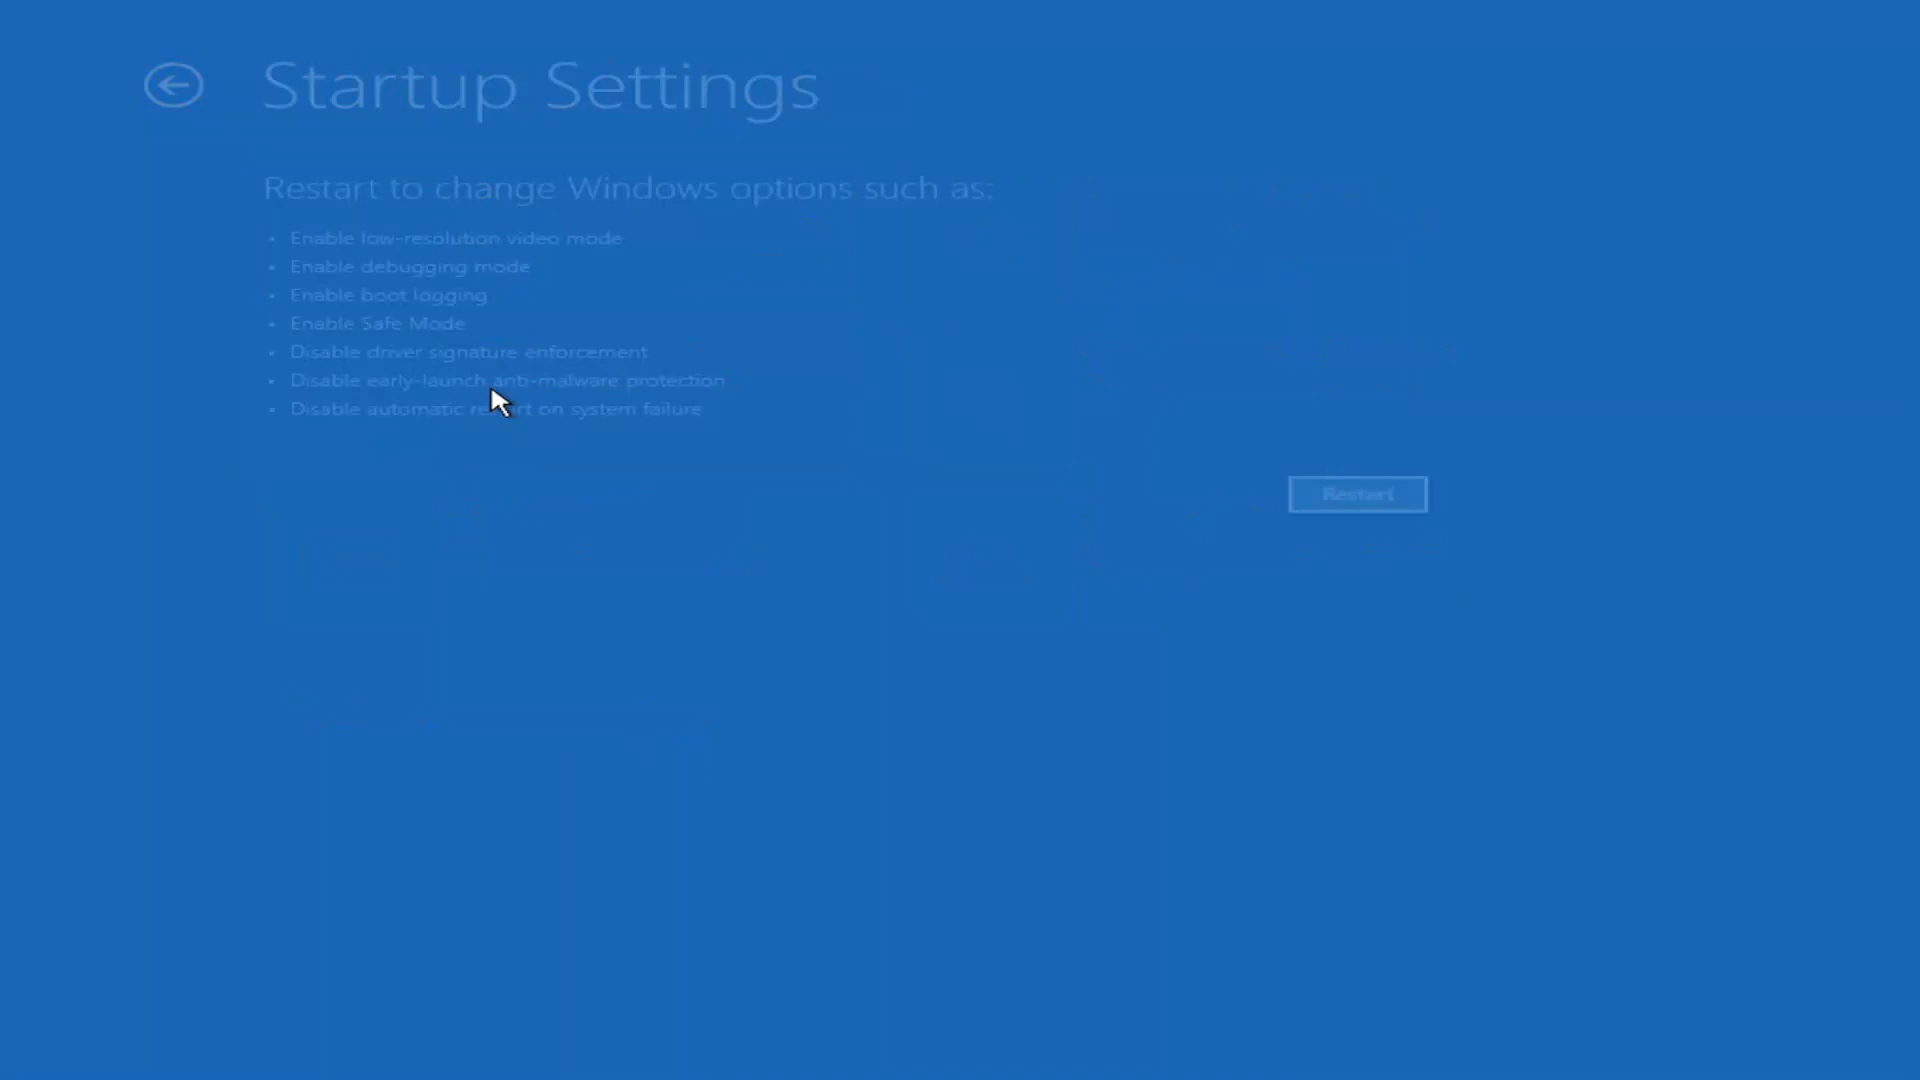 Startup Settings
Restart to change Windows options such as:
• Enable low-resolution video mode
• Enable debugging mode
• Enable boot logging
• Enable Safe Mode
• Disable driver signature enforcement
• Disable early-launch anti-malware protection
• Disable automatic restart on system failure
Restart